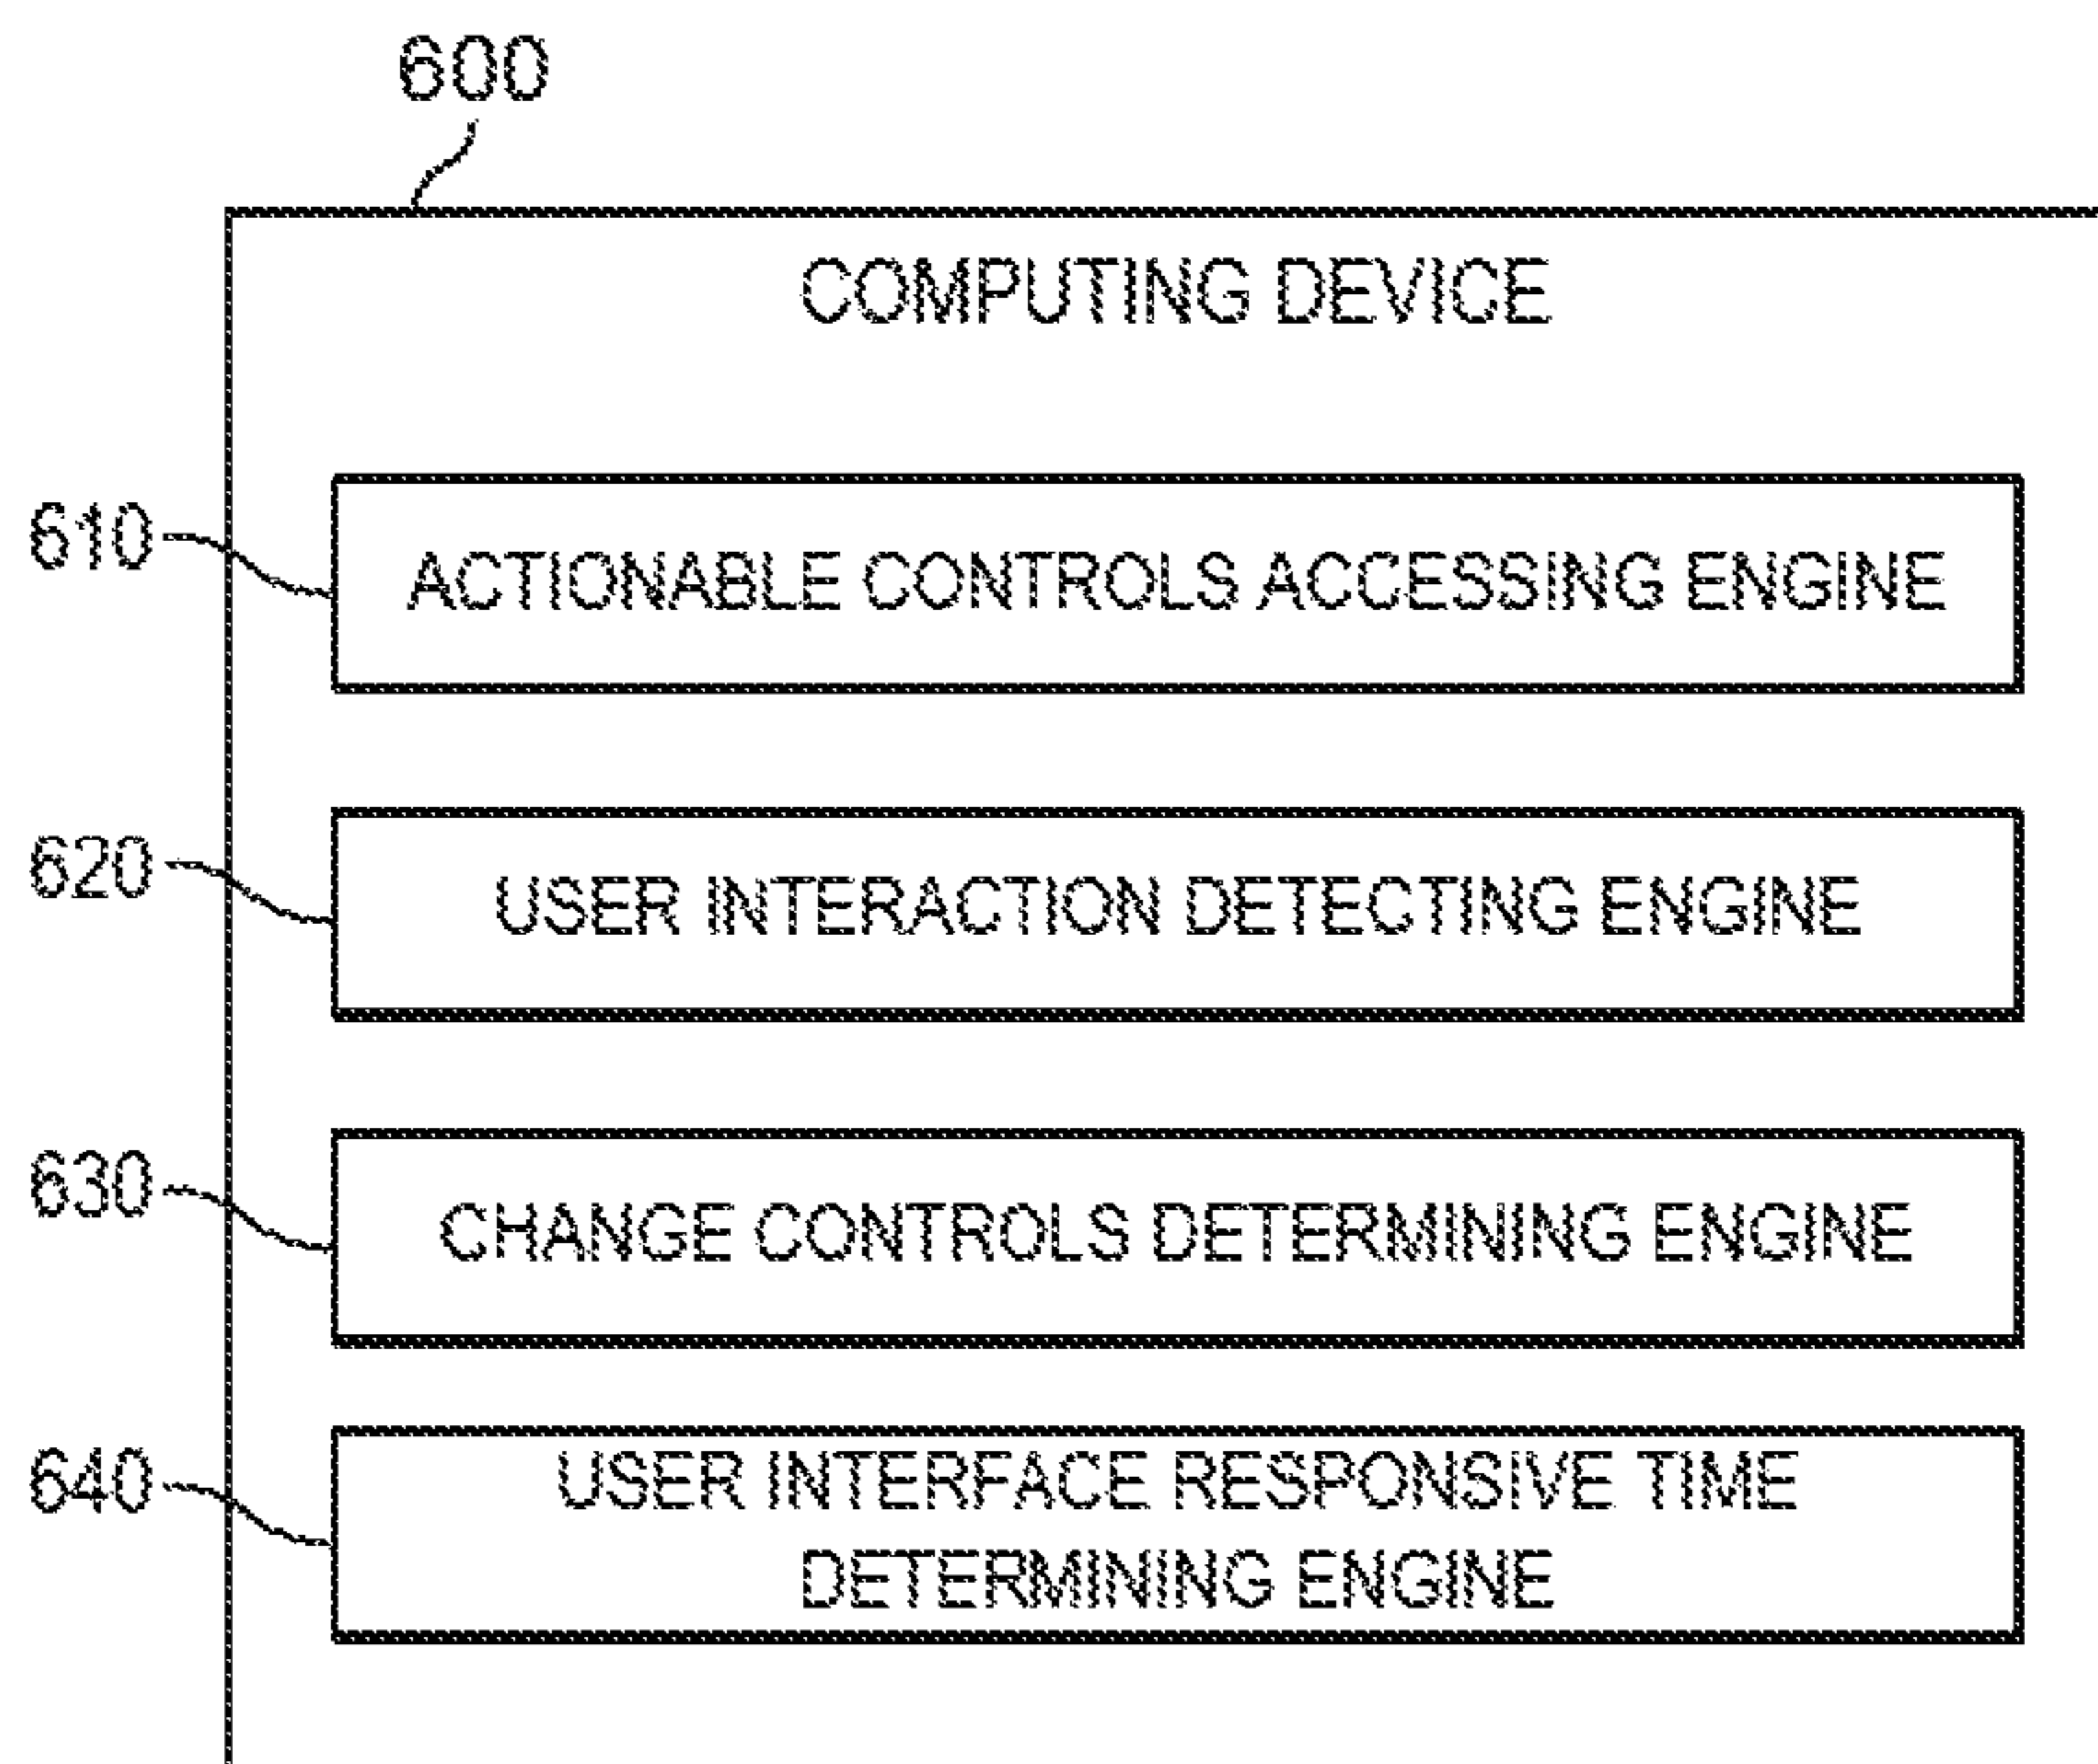 600
COMPUTING DEVICE
610
ACTIONABLE CONTROLS ACCESSING ENGINE
620
USER INTERACTION DETECTING ENGINE
630
CHANGE CONTROLS DETERMINING ENGINE
640
USER INTERFACE RESPONSIVE TIME
DETERMINING ENGINE